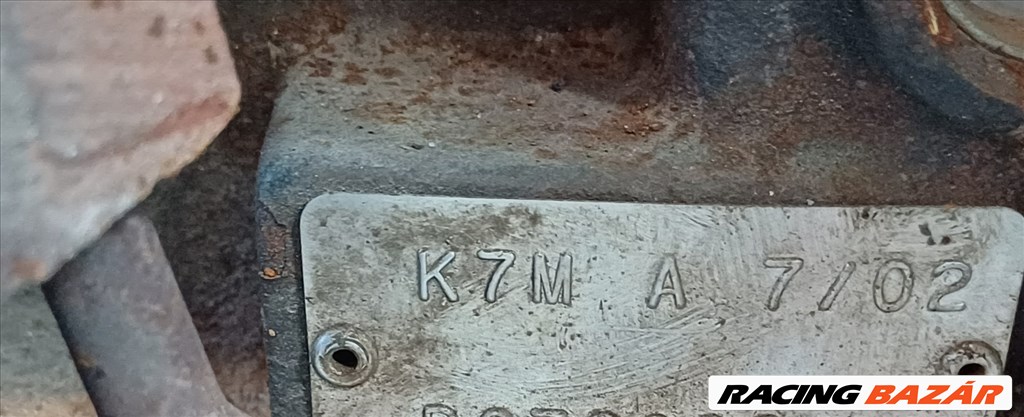 K7M A 7/02
RACING BAZÁR